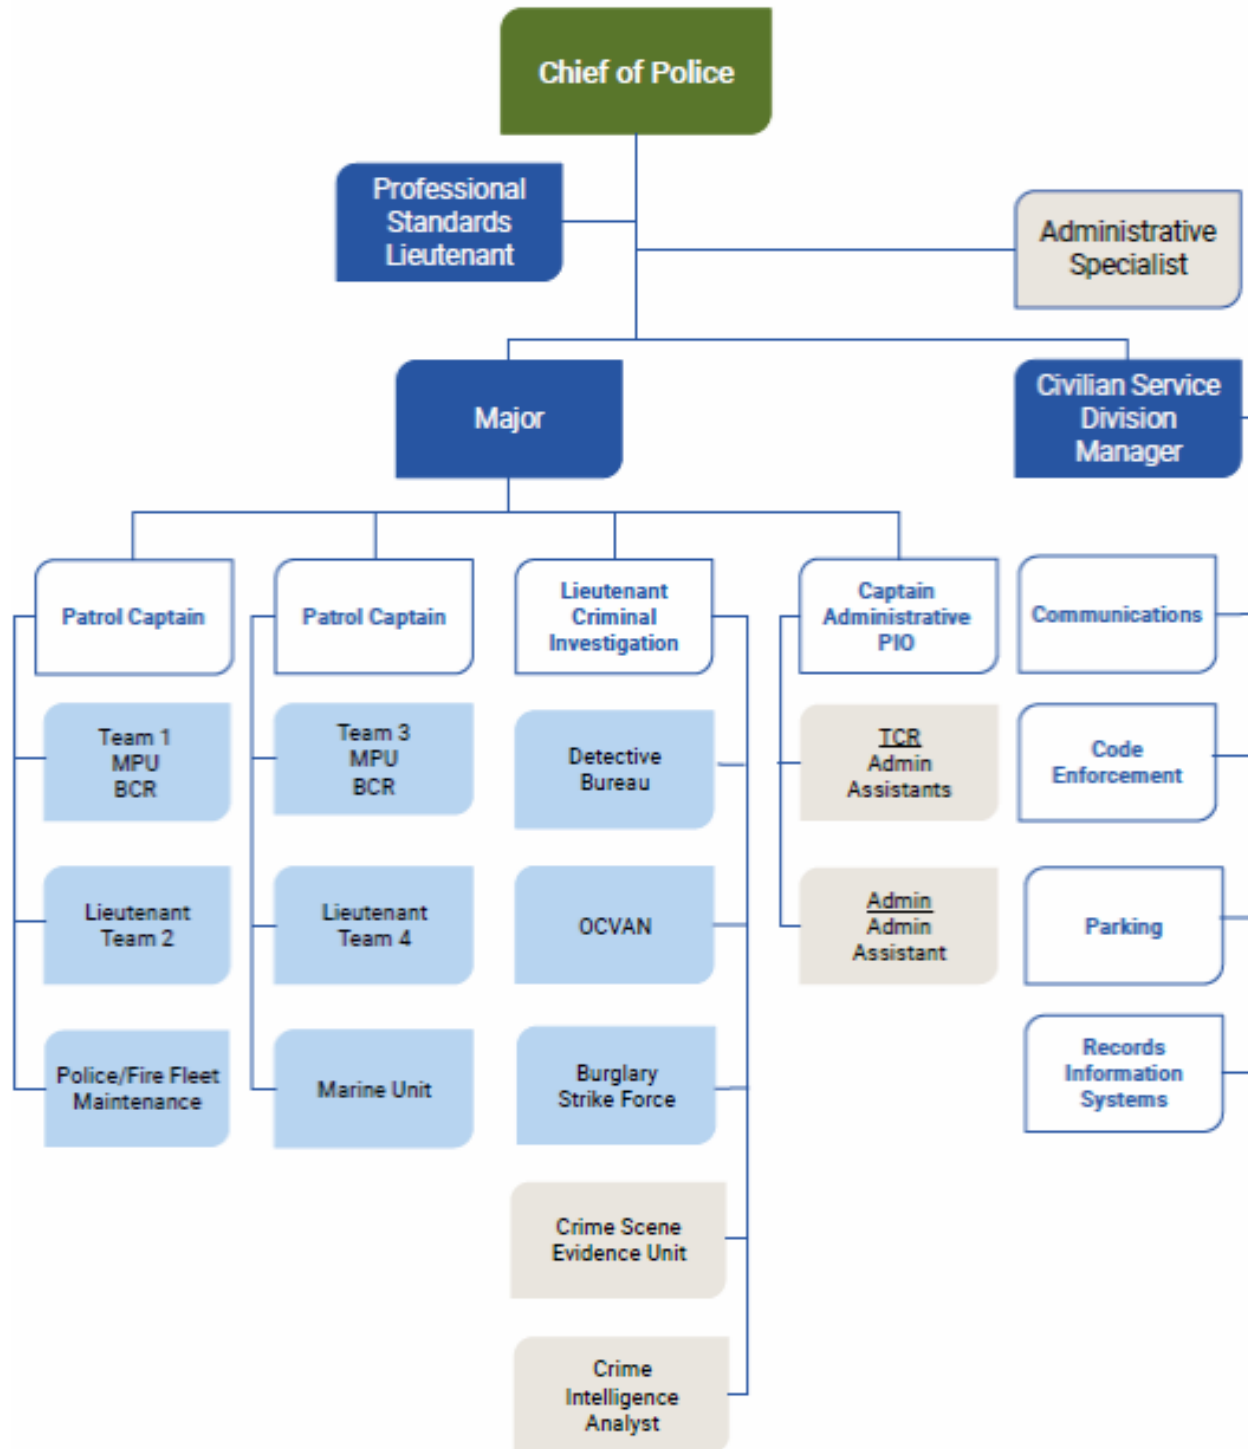 Chief of Police
Professional
Standards
Lieutenant
Administrative
Specialist
Major
Civilian Service
Division
Manager
Patrol Captain
Patrol Captain
Lieutenant
Criminal
Investigation
Captain
Administrative
PIO
Communications
Team 1
MPU
BCR
Team 3
MPU
BCR
Detective
Bureau
TCR
Admin
Assistants
Code
Enforcement
Lieutenant
Team 2
Lieutenant
Team 4
OCVAN
Admin
Admin
Assistant
Parking
Police/Fire Fleet
Maintenance
Marine Unit
Burglary
Strike Force
Records
Information
Systems
Crime Scene
Evidence Unit
Crime
Intelligence
Analyst